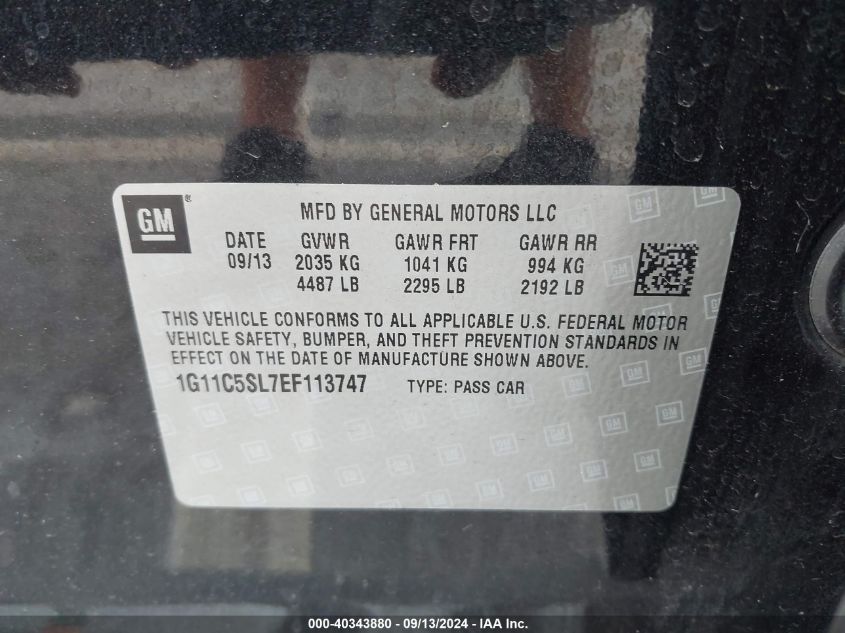 GM ®
MFD BY GENERAL MOTORS LLC
DATE GVWR GAWR FRT GAWR RR
09/13 2035 KG 1041 KG 994 KG
4487 LB 2295 LB 2192 LB
THIS VEHICLE CONFORMS TO ALL APPLICABLE U.S. FEDERAL MOTOR
VEHICLE SAFETY, BUMPER, AND THEFT PREVENTION STANDARDS IN
EFFECT ON THE DATE OF MANUFACTURE SHOWN ABOVE.
1G11C5SL7EF113747 TYPE: PASS CAR
000-40343880 - 09/13/2024 - IAA Inc.